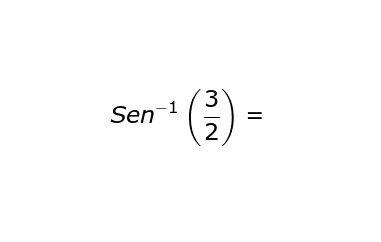 Sen⁻¹ (3/2) =